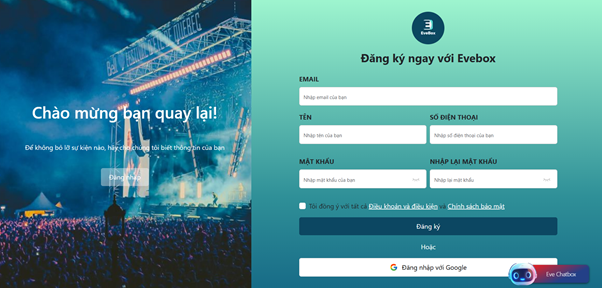 QUEBEC
Chào mừng bạn quay lại!
Để không bỏ lỡ sự kiện nào, hãy cho chúng tôi biết thông tin của bạn
Đăng nhập
EveBox
Đăng ký ngay với Evebox
EMAIL
Nhập email của bạn
TÊN
SỐ ĐIỆN THOẠI
Nhập tên của bạn
Nhập số điện thoại của bạn
MẬT KHẨU
NHẬP LẠI MẬT KHẨU
Nhập mật khẩu của bạn
Nhập lại mật khẩu
Tôi đồng ý với tất cả Điều khoản và điều kiện và Chính sách bảo mật
Đăng ký
Hoặc
Đăng nhập với Google
Eve Chatbox